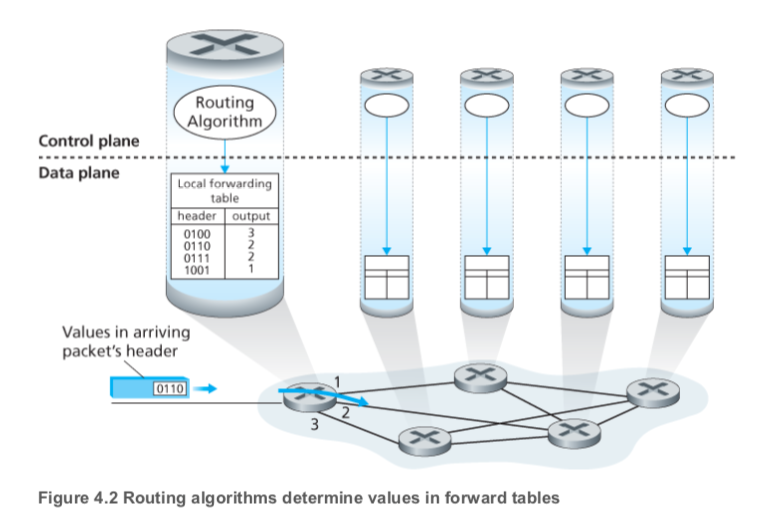 Routing
Algorithm
Control plane
Data plane
Local forwarding
table
header output
0100 3
0110 2
0111 2
1001 1
Values in arriving
packet's header
0110
1
2
3
Figure 4.2 Routing algorithms determine values in forward tables